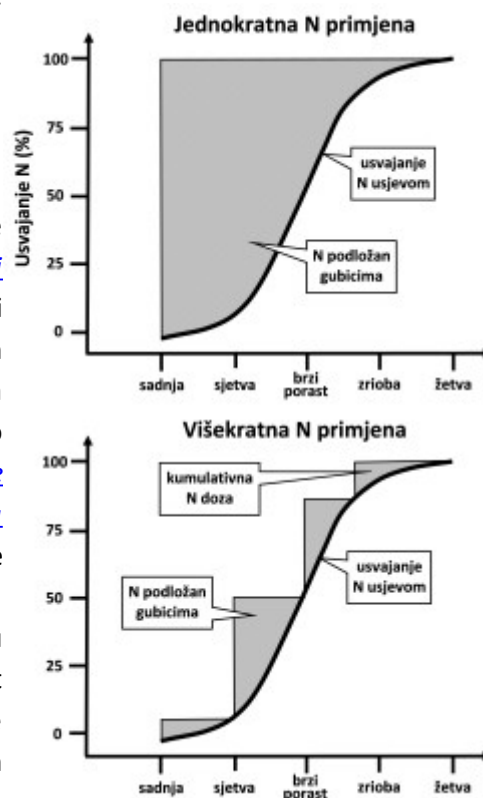 Jednokratna N primjena
Usvajanje N (%)
100
75
50
25
0
usvajanje
N usjevom
N podložan
gubicima
sadnja sjetva brzi porast zrioba žetva
Višekratna N primjena
100
75
50
25
0
kumulativna
N doza
usvajanje
N usjevom
N podložan
gubicima
sadnja sjetva brzi porast zrioba žetva